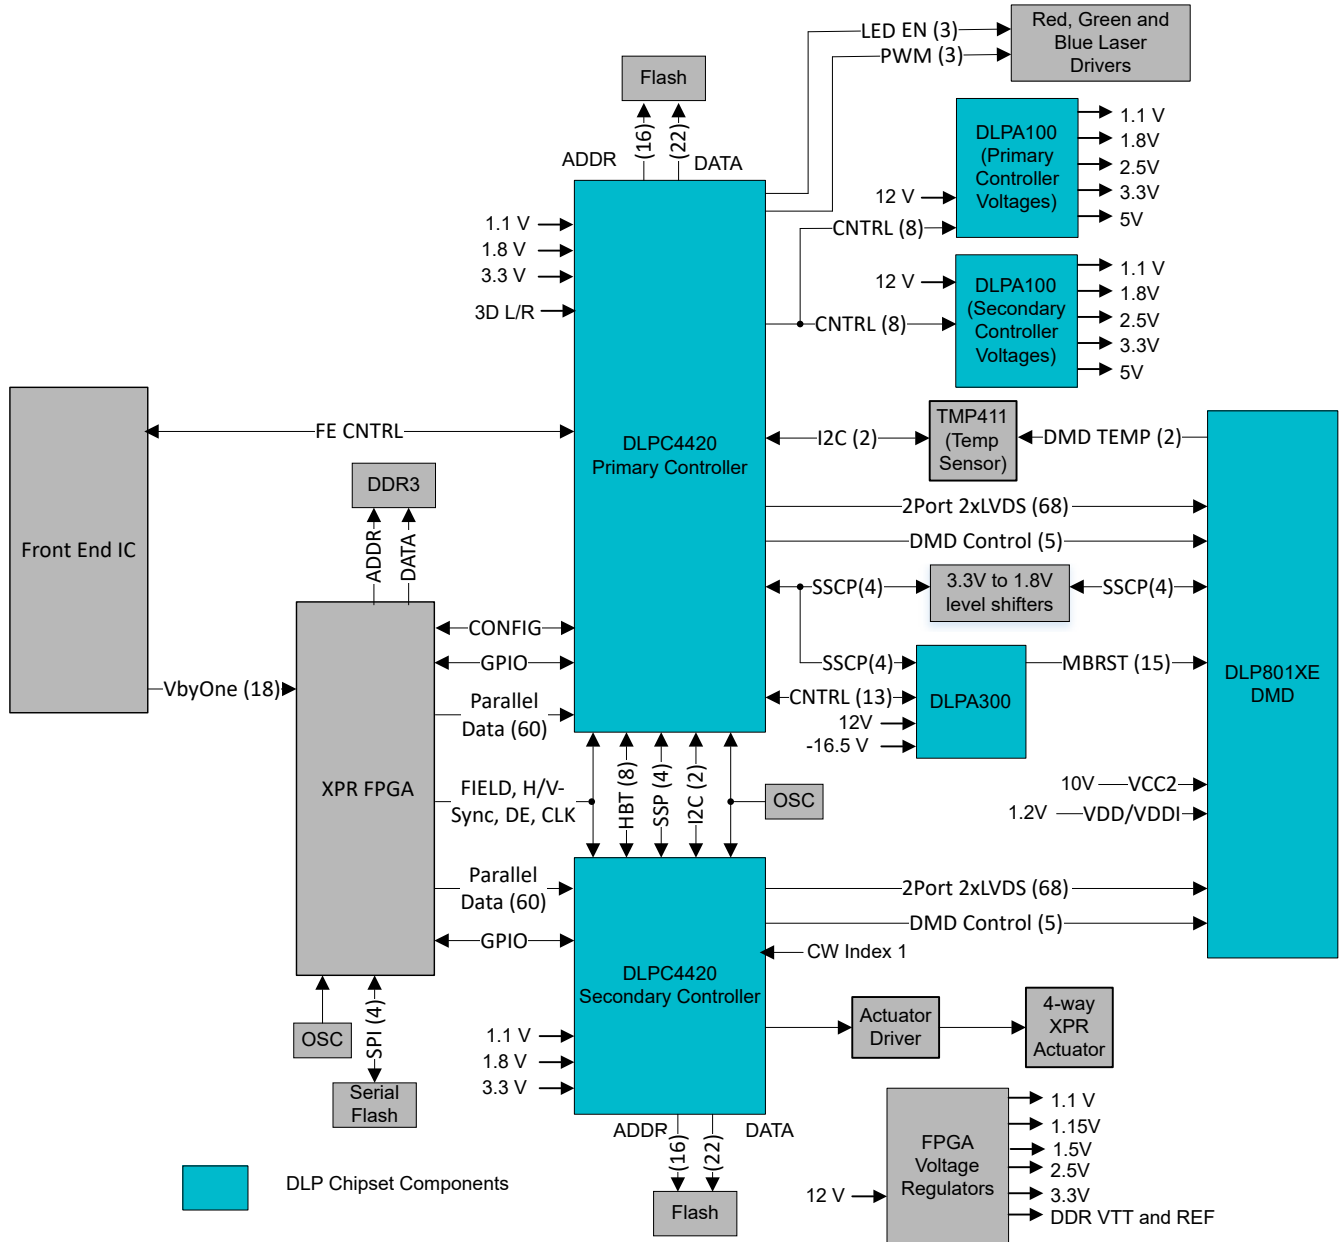 LED EN (3)
PWM (3)
Red, Green and
Blue Laser
Drivers
Flash
(16)
(22)
ADDR
DATA
DLPA100
(Primary
Controller
Voltages)
1.1 V
1.8V
2.5V
3.3V
5V
12 V
CNTRL (8)
1.1 V
1.8 V
3.3 V
3D L/R
12 V
CNTRL (8)
DLPA100
(Secondary
Controller
Voltages)
1.1 V
1.8V
2.5V
3.3V
5V
FE CNTRL
DLPC4420
Primary Controller
I2C (2)
TMP411
(Temp
Sensor)
DMD TEMP (2)
DDR3
ADDR
DATA
Front End IC
2Port 2xLVDS (68)
DMD Control (5)
SSCP(4)
3.3V to 1.8V
level shifters
SSCP(4)
CONFIG
GPIO
VbyOne (18)
Parallel
Data (60)
SSCP(4)
CNTRL (13)
12V
-16.5 V
DLPA300
MBRST (15)
DLP801XE
DMD
XPR FPGA
FIELD, H/V-
Sync, DE, CLK
HBT (8)
SSP (4)
I2C (2)
OSC
10V
VCC2
1.2V
VDD/VDDI
Parallel
Data (60)
GPIO
2Port 2xLVDS (68)
DMD Control (5)
CW Index 1
DLPC4420
Secondary Controller
OSC
SPI (4)
Serial
Flash
1.1 V
1.8 V
3.3 V
Actuator
Driver
4-way
XPR
Actuator
ADDR
DATA
(16)
(22)
Flash
12 V
FPGA
Voltage
Regulators
1.1 V
1.15V
1.5V
2.5V
3.3V
DDR VTT and REF
DLP Chipset Components